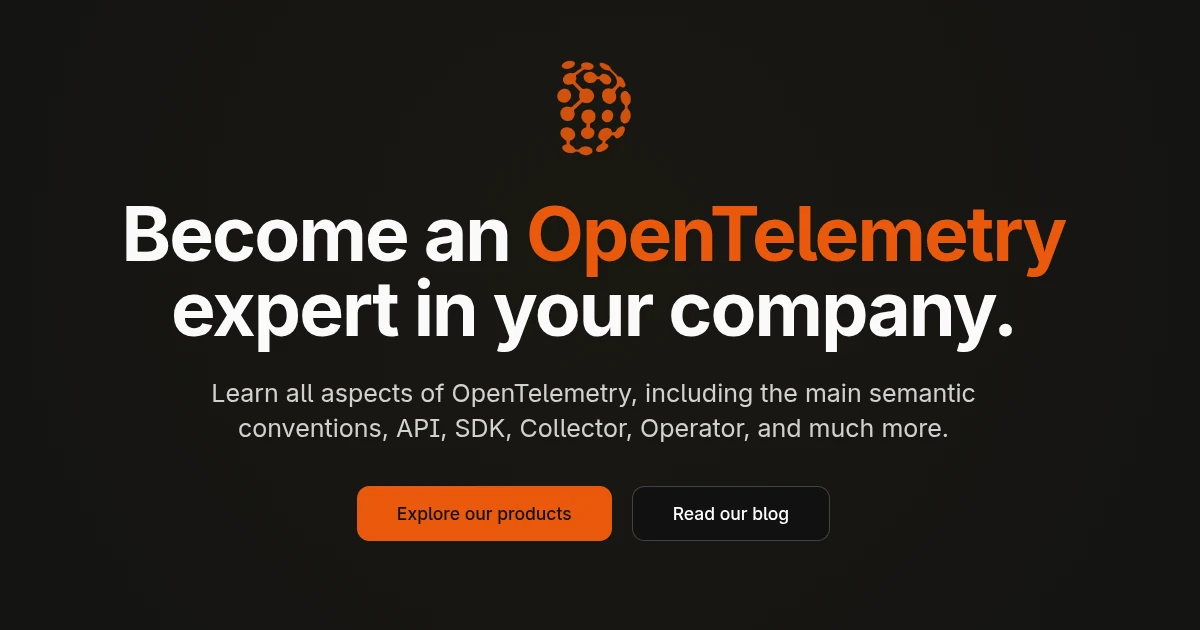 Become an OpenTelemetry
expert in your company.
Learn all aspects of OpenTelemetry, including the main semantic
conventions, API, SDK, Collector, Operator, and much more.
Explore our products
Read our blog